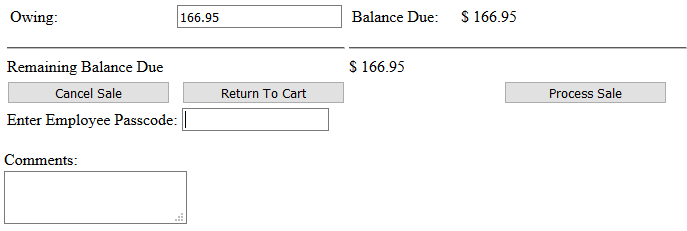 Owing: 166.95 Balance Due: $ 166.95
Remaining Balance Due $ 166.95
Cancel Sale Return To Cart Process Sale
Enter Employee Passcode:
Comments: